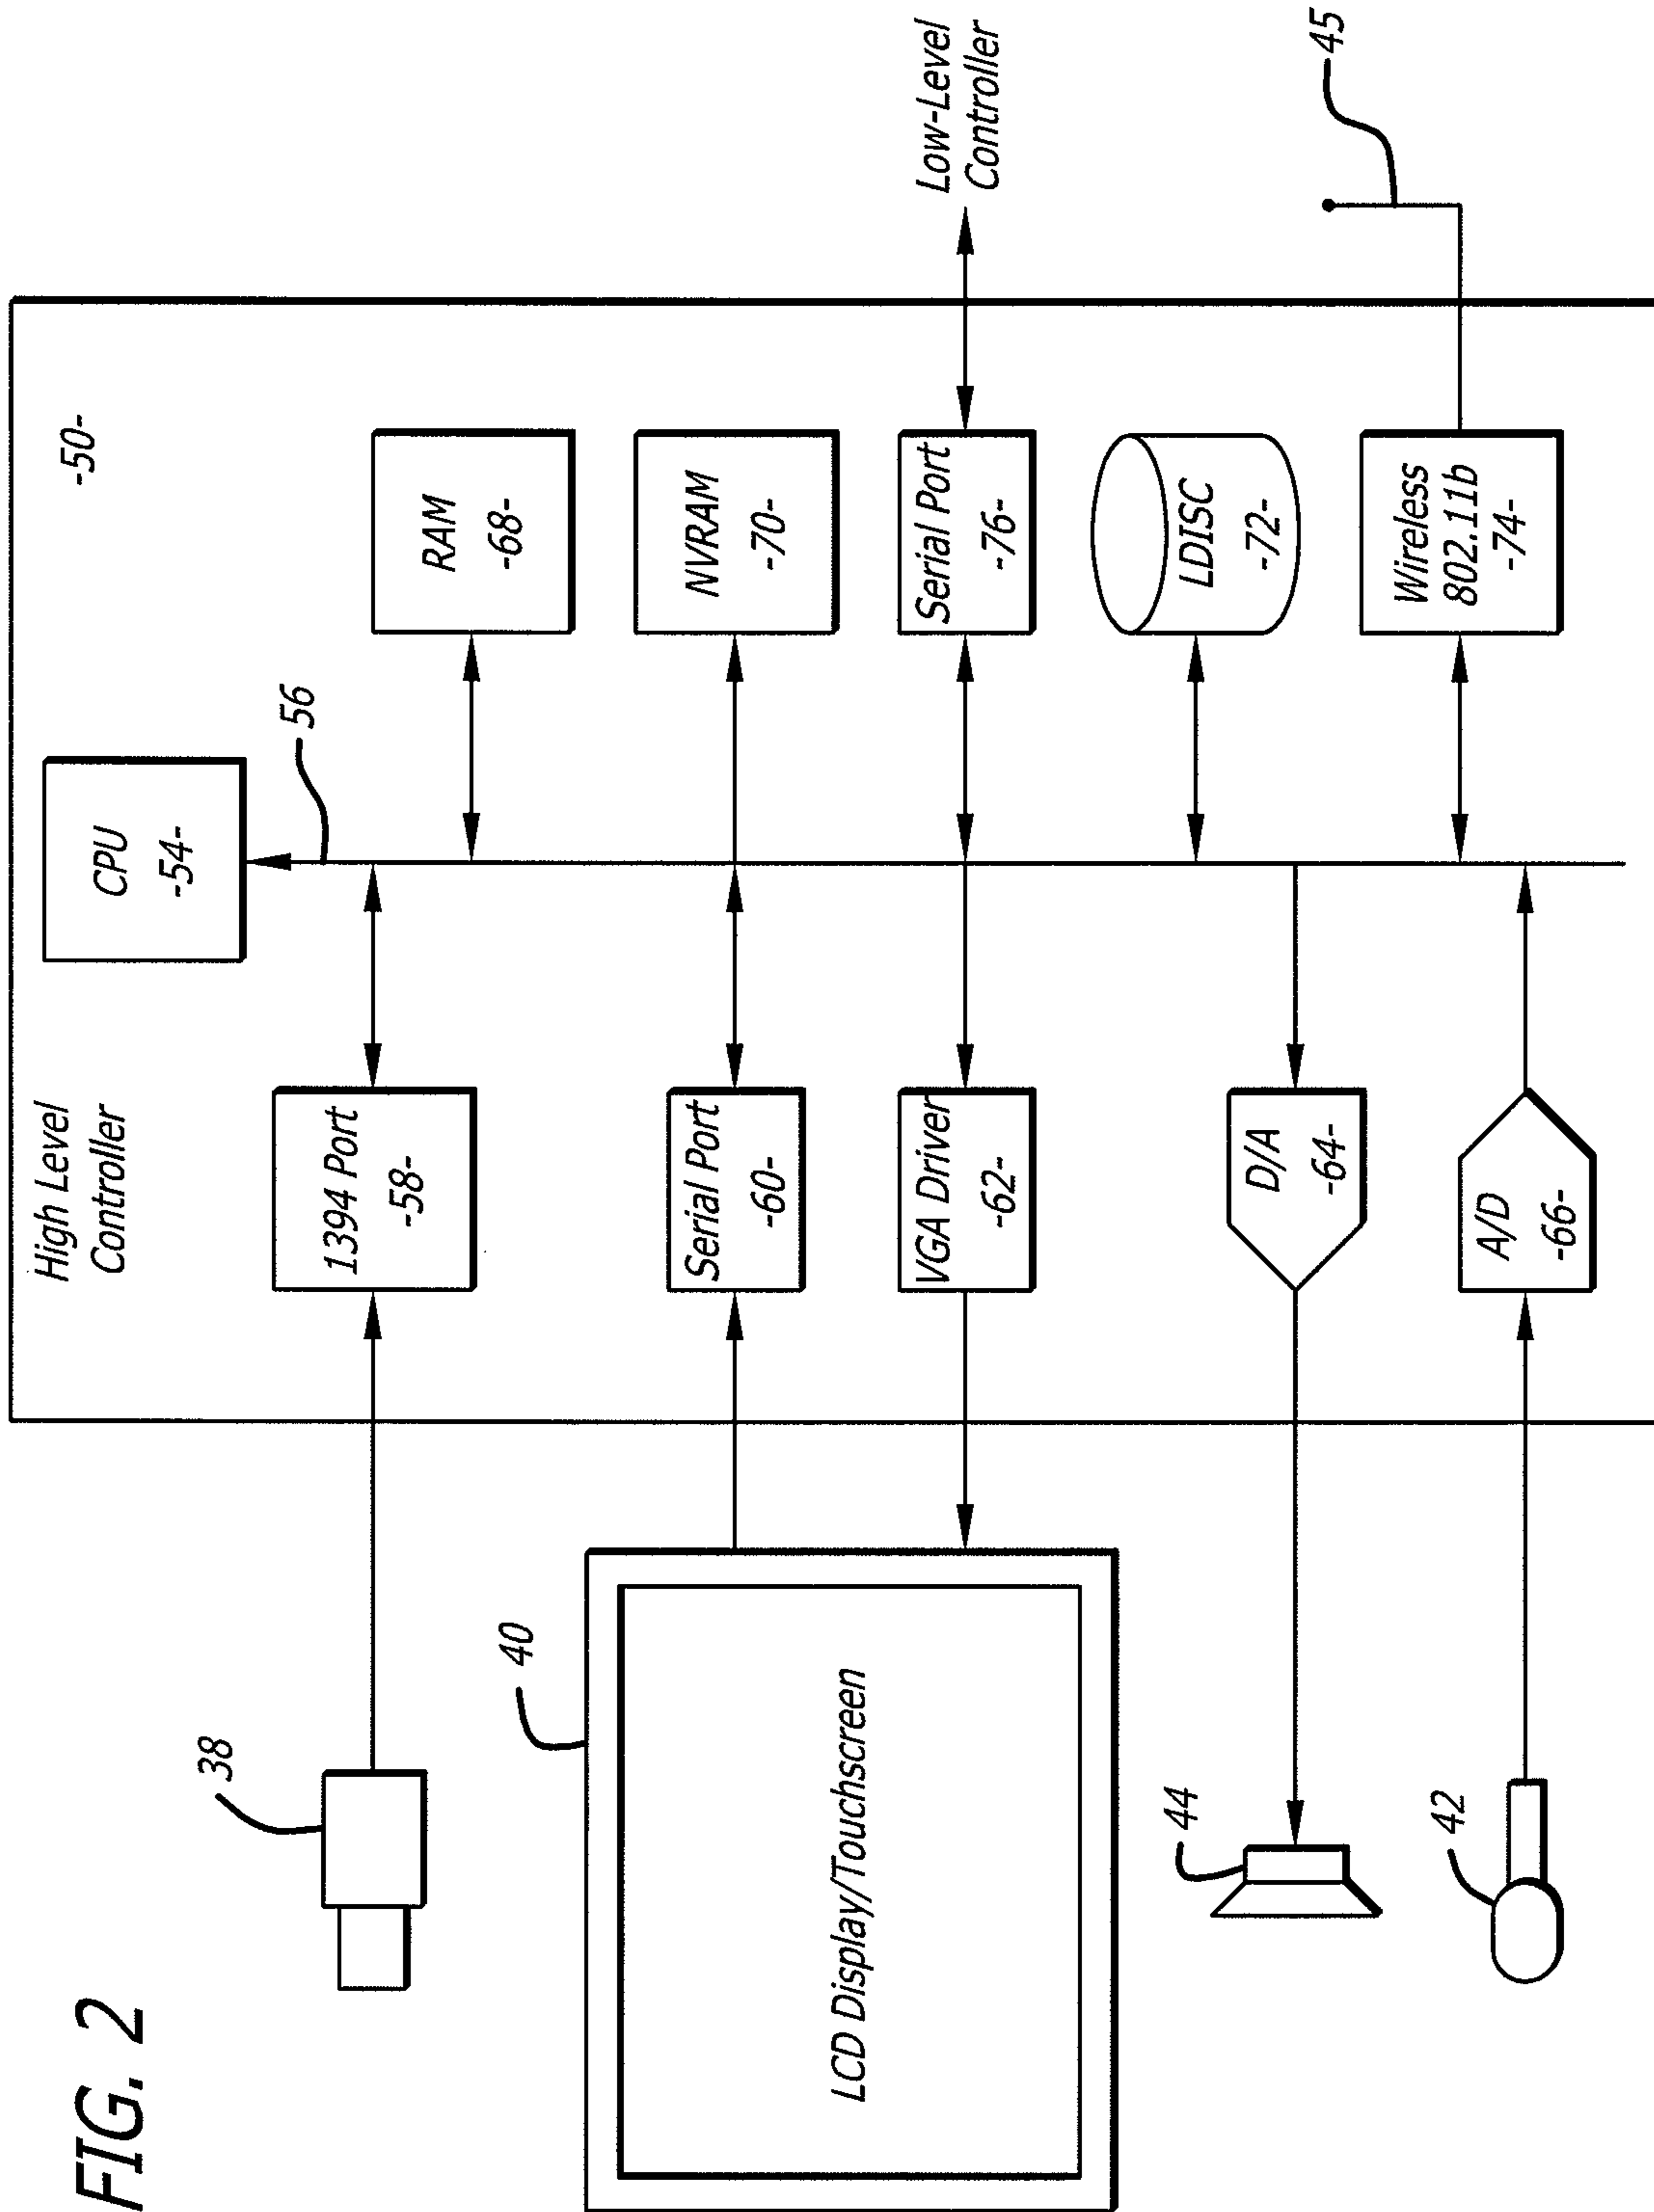 FIG. 2
High Level
Controller
-50-
CPU
-54-
56
38
1394 Port
-58-
RAM
-68-
40
LCD Display/Touchscreen
Serial Port
-60-
NVRAM
-70-
VGA Driver
-62-
Serial Port
-76-
Low-Level
Controller
44
D/A
-64-
LDISC
-72-
42
A/D
-66-
Wireless
802.11b
-74-
45